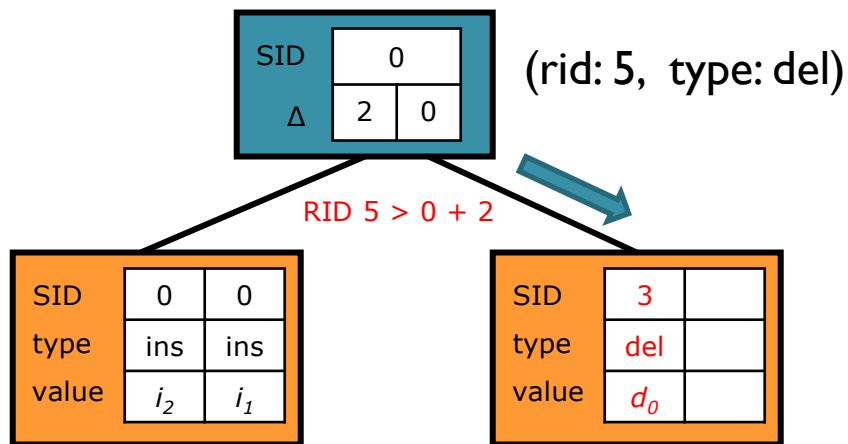 SID 0
(rid: 5, type: del)
Δ 2 0
RID 5 > 0 + 2
SID 0 0
type ins ins
value i₂ i₁
SID 3
type del
value d₀